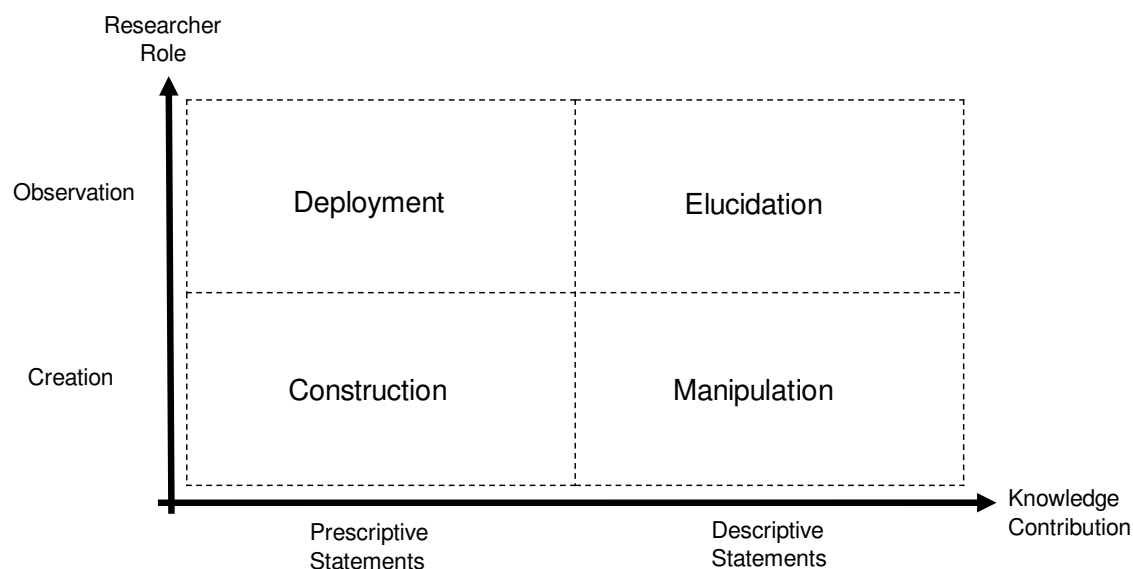 Researcher
Role
Observation
Deployment
Elucidation
Creation
Construction
Manipulation
Knowledge
Contribution
Prescriptive
Statements
Descriptive
Statements